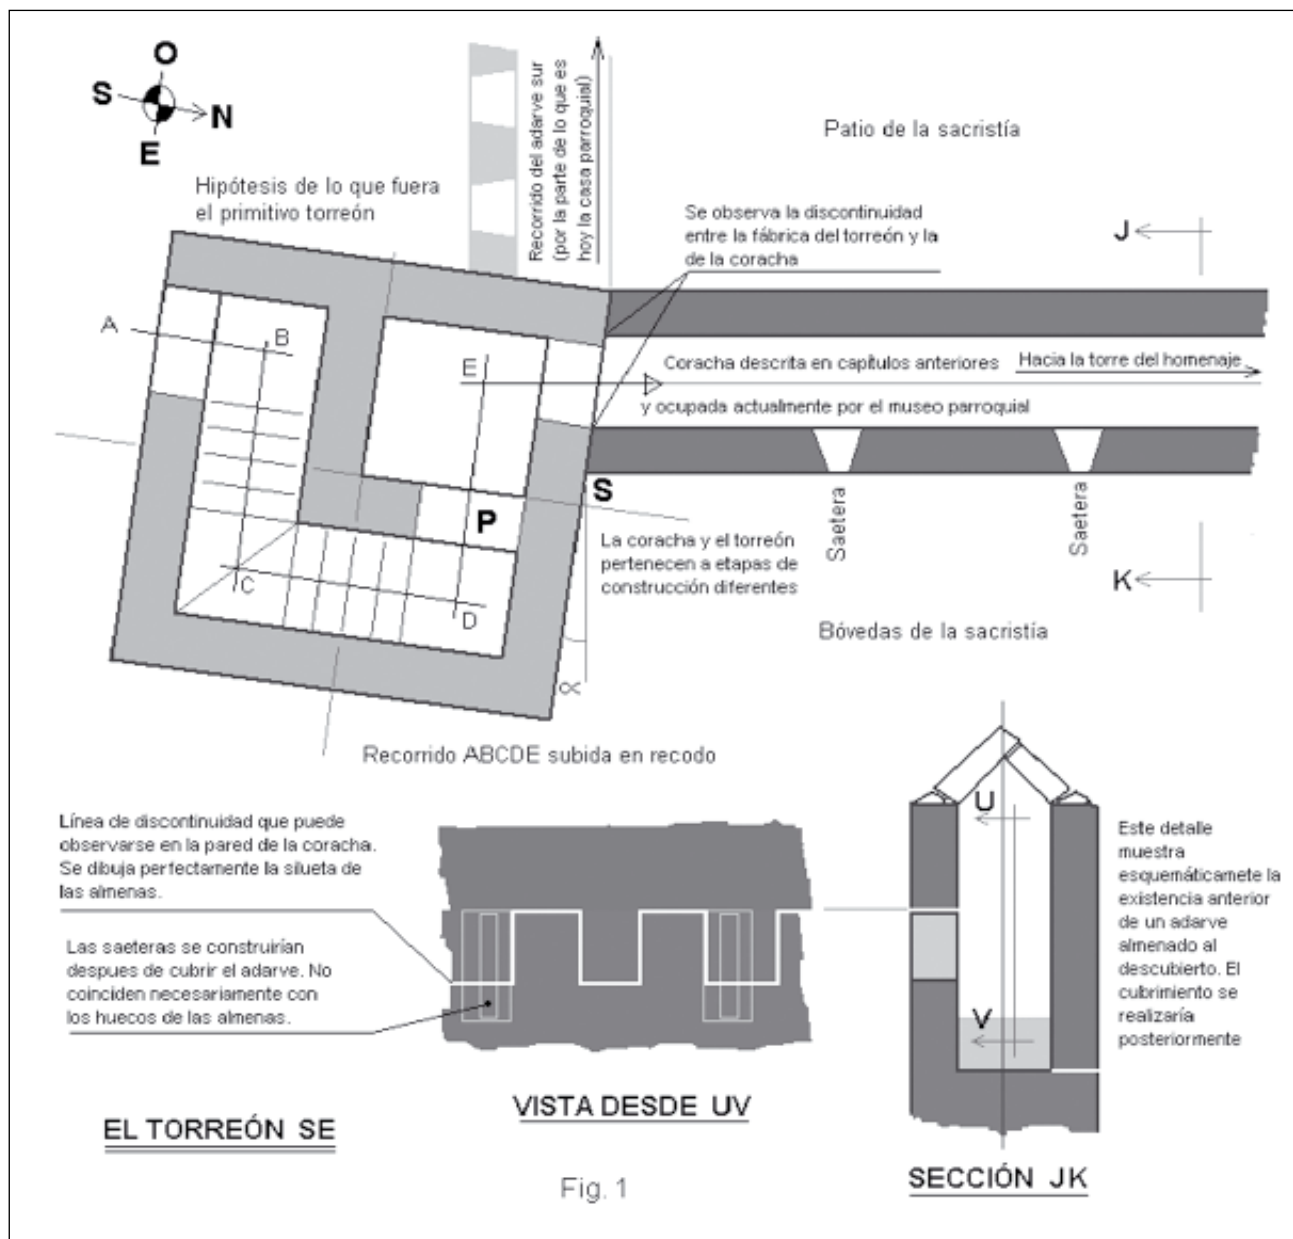 O
S
N
E
Hipótesis de lo que fuera
el primitivo torreón
Recorrido del adarve sur
(por la parte de lo que es
hoy la casa parroquial)
Patio de la sacristía
Se observa la discontinuidad
entre la fábrica del torreón y la
de la coracha
J
A
B
E
Coracha descrita en capítulos anteriores
Hacia la torre del homenaje
y ocupada actualmente por el museo parroquial
S
P
Saetera
Saetera
La coracha y el torreón
pertenecen a etapas de
construcción diferentes
K
C
D
Bóvedas de la sacristía
α
Recorrido ABCDE subida en recodo
Línea de discontinuidad que puede
observarse en la pared de la coracha.
Se dibuja perfectamente la silueta de
las almenas.
Las saeteras se construirían
despues de cubrir el adarve. No
coinciden necesariamente con
los huecos de las almenas.
U
V
Este detalle
muestra
esquemáticamete la
existencia anterior
de un adarve
almenado al
descubierto. El
cubrimiento se
realizaría
posteriormente
EL TORREÓN SE
VISTA DESDE UV
SECCIÓN JK
Fig. 1